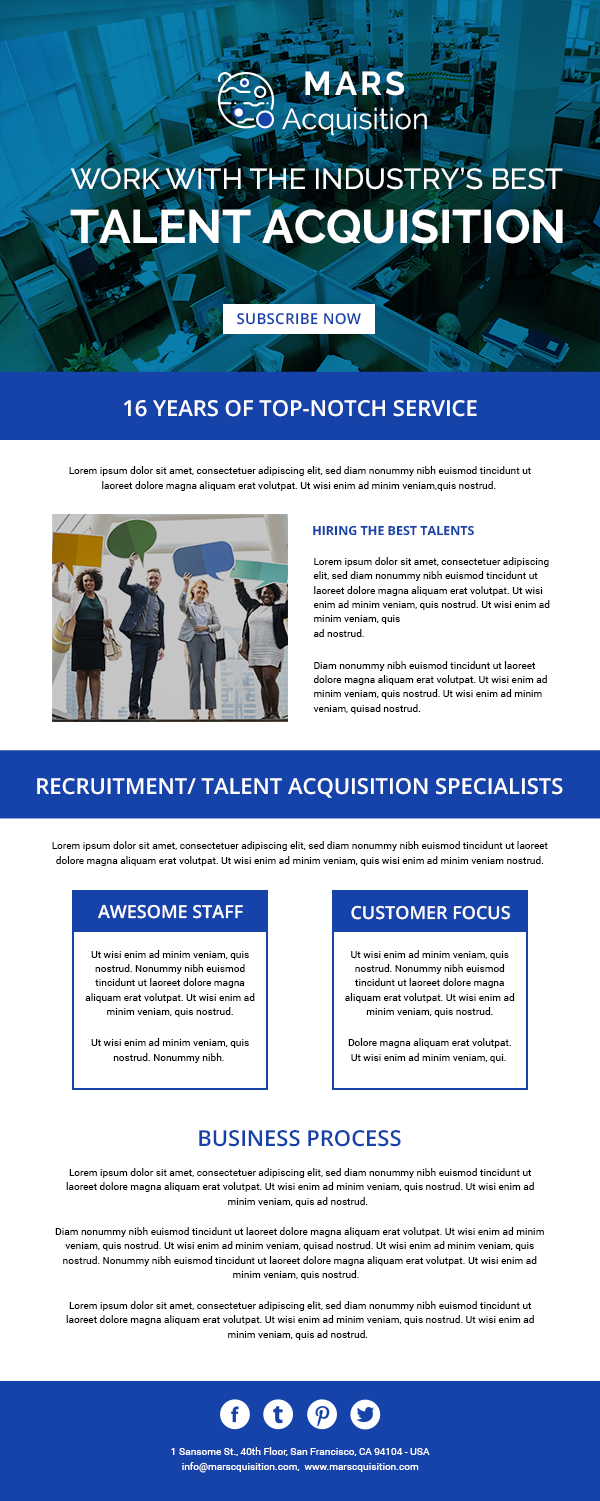 MARS
Acquisition
WORK WITH THE INDUSTRY'S BEST
TALENT ACQUISITION
SUBSCRIBE NOW
16 YEARS OF TOP-NOTCH SERVICE
Lorem ipsum dolor sit amet, consectetuer adipiscing elit, sed diam nonummy nibh euismod tincidunt ut
laoreet dolore magna aliquam erat volutpat. Ut wisi enim ad minim veniam,quis nostrud.
HIRING THE BEST TALENTS
Lorem ipsum dolor sit amet, consectetuer adipiscing
elit, sed diam nonummy nibh euismod tincidunt ut
laoreet dolore magna aliquam erat volutpat. Ut wisi
enim ad minim veniam, quis nostrud. Ut wisi enim ad
minim veniam, quis
ad nostrud.
Diam nonummy nibh euismod tincidunt ut laoreet
dolore magna aliquam erat volutpat. Ut wisi enim ad
minim veniam, quis nostrud. Ut wisi enim ad minim
veniam, quisad nostrud.
RECRUITMENT/ TALENT ACQUISITION SPECIALISTS
Lorem ipsum dolor sit amet, consectetuer adipiscing elit, sed diam nonummy nibh euismod tincidunt ut laoreet
dolore magna aliquam erat volutpat. Ut wisi enim ad minim veniam, quis wisi enim ad minim veniam nostrud.
AWESOME STAFF
Ut wisi enim ad minim veniam, quis
nostrud. Nonummy nibh euismod
tincidunt ut laoreet dolore magna
aliquam erat volutpat. Ut wisi enim ad
minim veniam, quis nostrud.
Ut wisi enim ad minim veniam, quis
nostrud. Nonummy nibh.
CUSTOMER FOCUS
Ut wisi enim ad minim veniam, quis
nostrud. Nonummy nibh euismod
tincidunt ut laoreet dolore magna
aliquam erat volutpat. Ut wisi enim ad
minim veniam, quis nostrud.
Dolore magna aliquam erat volutpat.
Ut wisi enim ad minim veniam, qui.
BUSINESS PROCESS
Lorem ipsum dolor sit amet, consectetuer adipiscing elit, sed diam nonummy nibh euismod tincidunt ut
laoreet dolore magna aliquam erat volutpat. Ut wisi enim ad minim veniam, quis nostrud. Ut wisi enim ad
minim veniam, quis ad nostrud.
Diam nonummy nibh euismod tincidunt ut laoreet dolore magna aliquam erat volutpat. Ut wisi enim ad minim
veniam, quis nostrud. Ut wisi enim ad minim veniam, quisad nostrud. Ut wisi enim ad minim veniam, quis
nostrud. Nonummy nibh euismod tincidunt ut laoreet dolore magna aliquam erat volutpat. Ut wisi enim ad
minim veniam, quis nostrud.
Lorem ipsum dolor sit amet, consectetuer adipiscing elit, sed diam nonummy nibh euismod tincidunt ut
laoreet dolore magna aliquam erat volutpat. Ut wisi enim ad minim veniam, quis nostrud. Ut wisi enim ad
minim veniam, quis ad nostrud.
1 Sansome St., 40th Floor, San Francisco, CA 94104 - USA
info@marscquisition.com, www.marscquisition.com